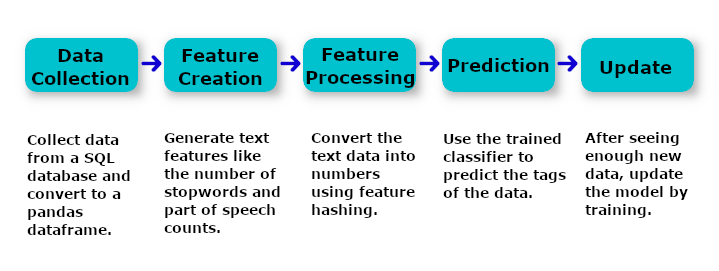 Data
Collection
Feature
Creation
Feature
Processing
Prediction
Update
Collect data
from a SQL
database and
convert to a
pandas
dataframe.
Generate text
features like
the number of
stopwords and
part of speech
counts.
Convert the
text data into
numbers
using feature
hashing.
Use the trained
classifier to
predict the tags
of the data.
After seeing
enough new
data, update
the model by
training.